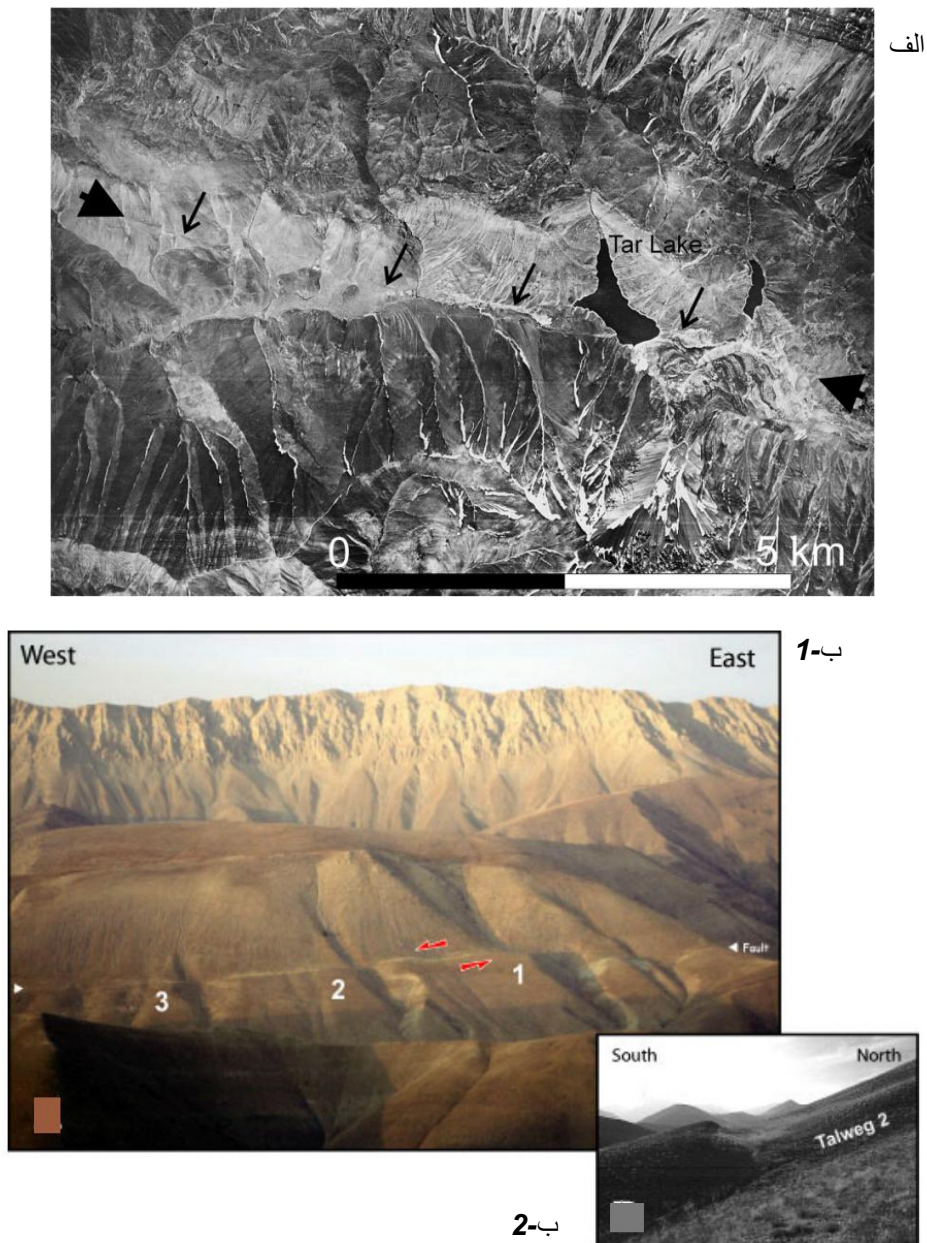 الف
Tar Lake
0 5 km
ب-1
West East
Fault
1
2
3
South North
Talweg 2
ب-2